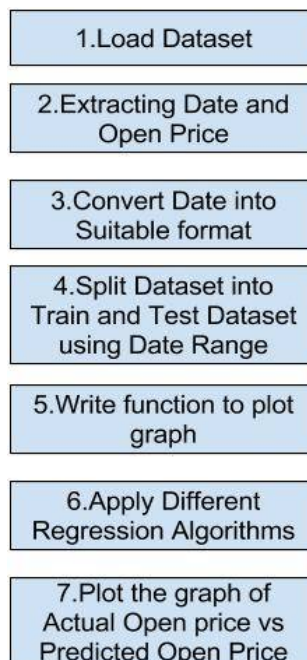 1.Load Dataset
2.Extracting Date and
Open Price
3.Convert Date into
Suitable format
4.Split Dataset into
Train and Test Dataset
using Date Range
5.Write function to plot
graph
6.Apply Different
Regression Algorithms
7.Plot the graph of
Actual Open price vs
Predicted Open Price